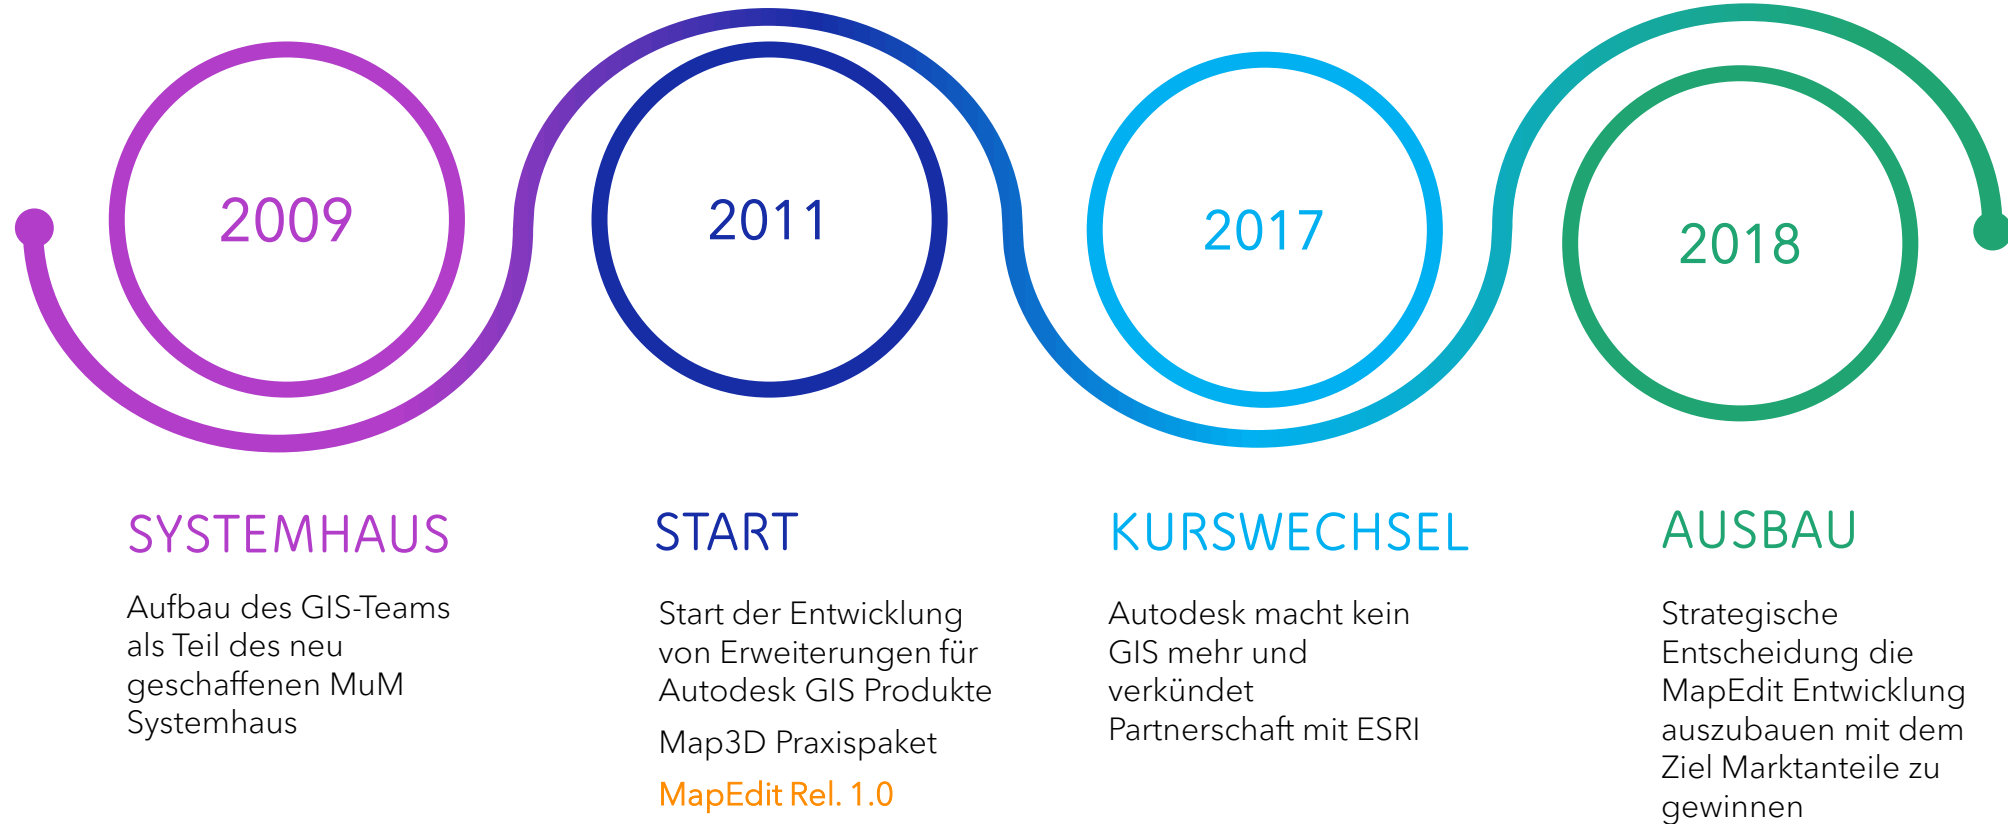 2009
SYSTEMHAUS
Aufbau des GIS-Teams
als Teil des neu
geschaffenen MuM
Systemhaus
2011
START
Start der Entwicklung
von Erweiterungen für
Autodesk GIS Produkte
Map3D Praxispaket
MapEdit Rel. 1.0
2017
KURSWECHSEL
Autodesk macht kein
GIS mehr und
verkündet
Partnerschaft mit ESRI
2018
AUSBAU
Strategische
Entscheidung die
MapEdit Entwicklung
auszubauen mit dem
Ziel Marktanteile zu
gewinnen